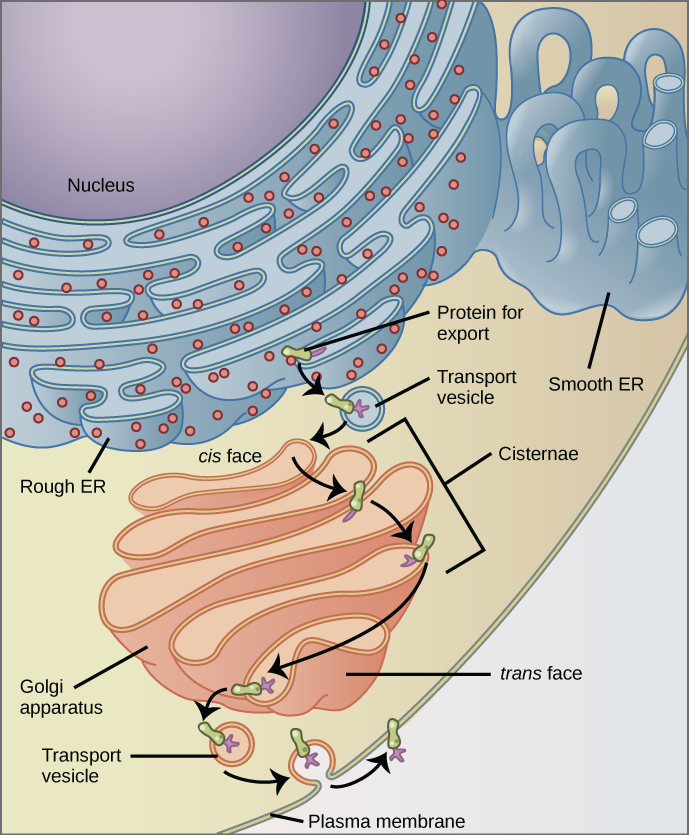 Nucleus
Protein for
export
Transport
vesicle
Smooth ER
cis face
Cisternae
Rough ER
Golgi
apparatus
trans face
Transport
vesicle
Plasma membrane